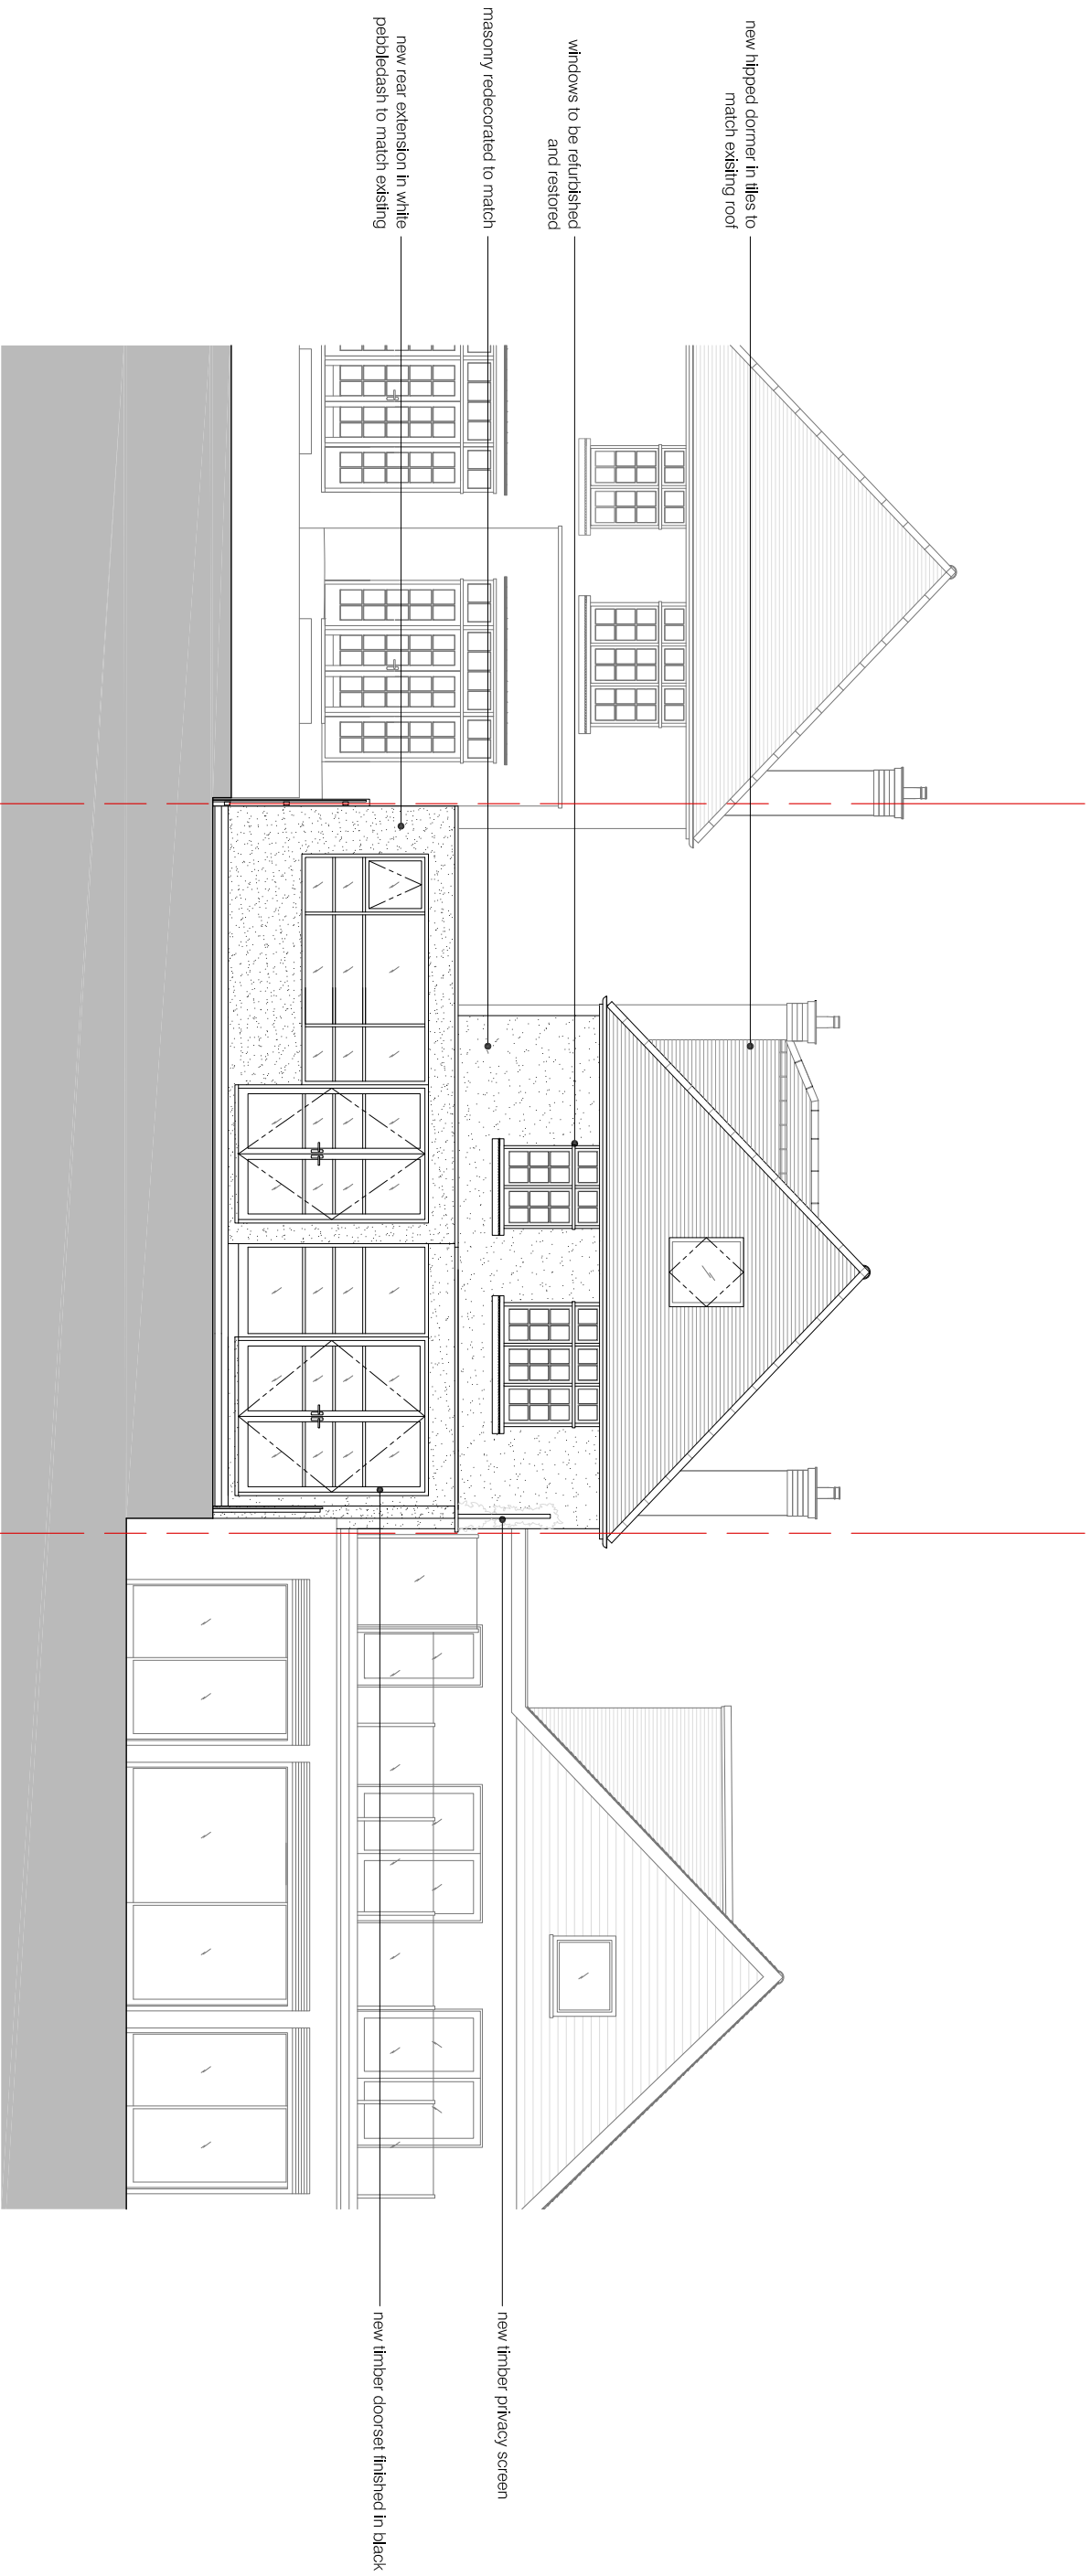 new hipped dormer in tiles to
match exisitng roof
windows to be refurbished
and restored
masonry redecorated to match
new rear extension in white
pebbledash to match existing
new timber privacy screen
new timber doorset finished in black